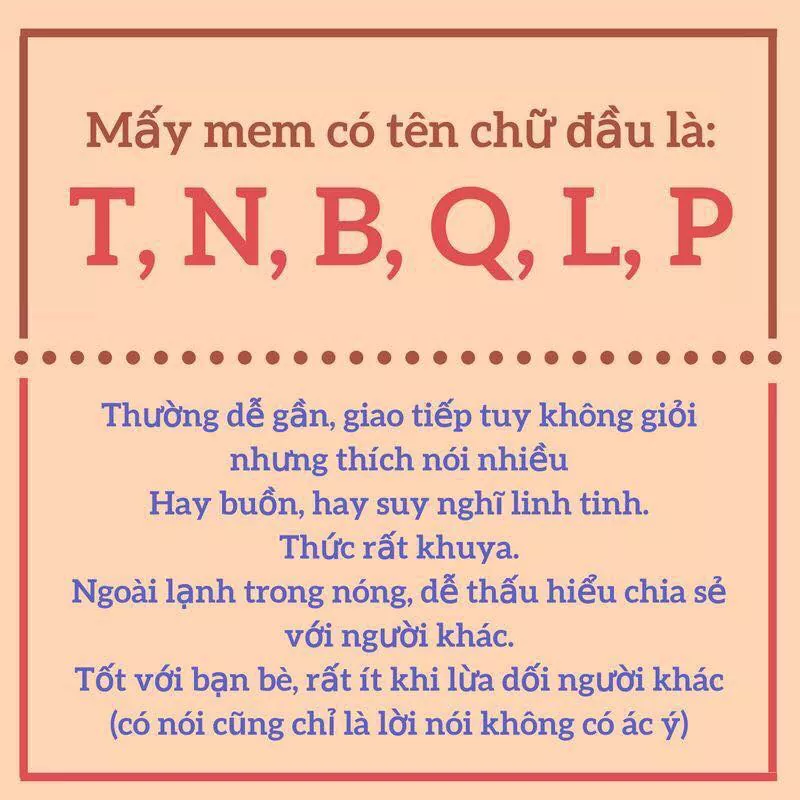 Mấy mem có tên chữ đầu là:
T, N, B, Q, L, P
Thường dễ gần, giao tiếp tuy không giỏi
nhưng thích nói nhiều
Hay buồn, hay suy nghĩ linh tinh.
Thức rất khuya.
Ngoài lạnh trong nóng, dễ thấu hiểu chia sẻ
với người khác.
Tốt với bạn bè, rất ít khi lừa dối người khác
(có nói cũng chỉ là lời nói không có ác ý)